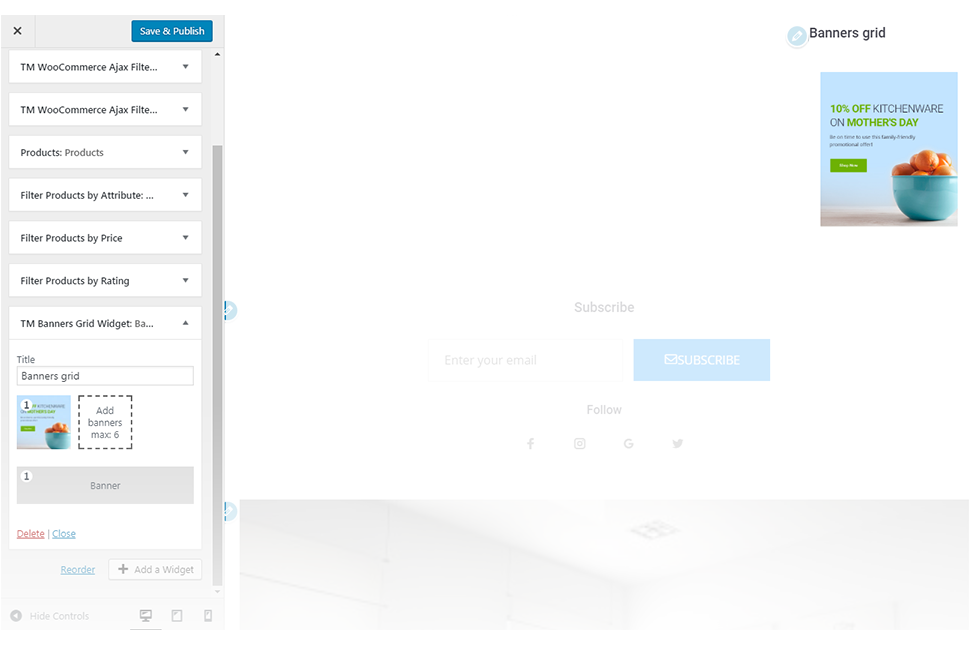 Save & Publish
TM WooCommerce Ajax Filte...
TM WooCommerce Ajax Filte...
Products: Products
Filter Products by Attribute: ...
Filter Products by Price
Filter Products by Rating
TM Banners Grid Widget: Ba...
Title
Banners grid
1
Add
banners
max: 6
1
Banner
Delete | Close
Reorder
Add a Widget
Hide Controls
Banners grid
10% OFF KITCHENWARE
ON MOTHER'S DAY
Be on time to use this family-friendly
promotional offer!
Shop Now
Subscribe
Enter your email
SUBSCRIBE
Follow